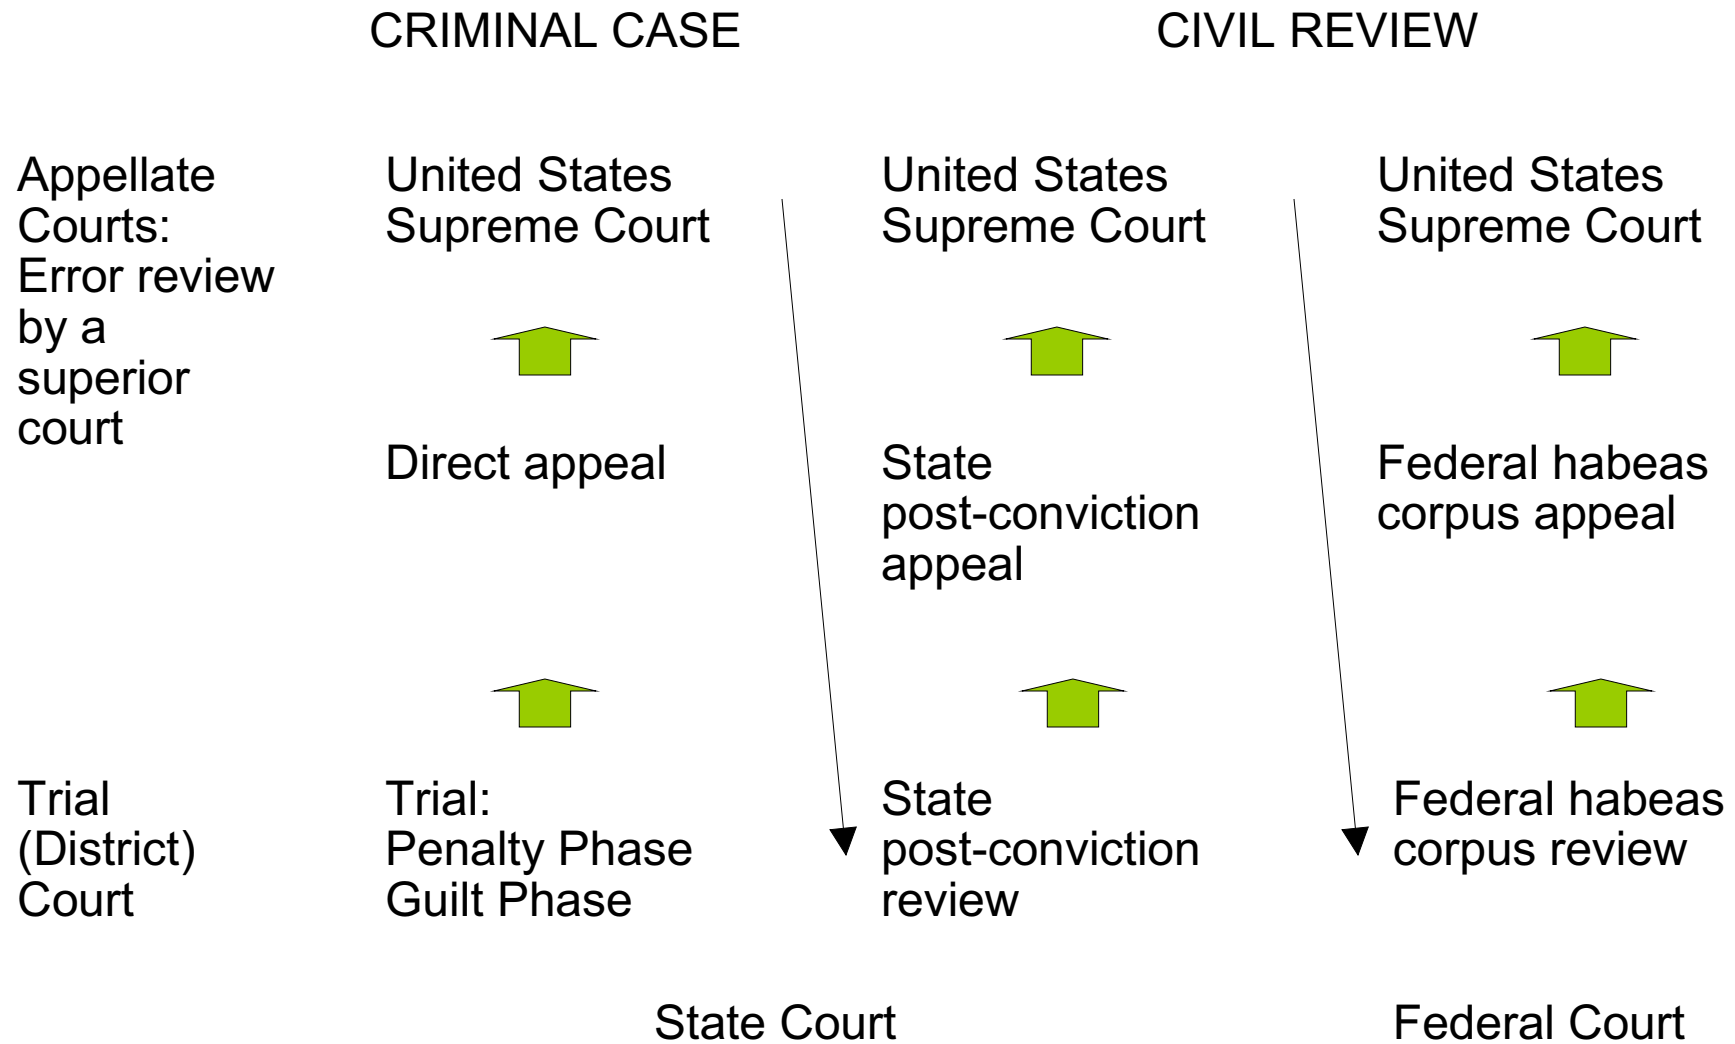 CRIMINAL CASE
CIVIL REVIEW
Appellate
Courts:
Error review
by a
superior
court
United States
Supreme Court
United States
Supreme Court
United States
Supreme Court
Direct appeal
State
post-conviction
appeal
Federal habeas
corpus appeal
Trial
(District)
Court
Trial:
Penalty Phase
Guilt Phase
State
post-conviction
review
Federal habeas
corpus review
State Court
Federal Court